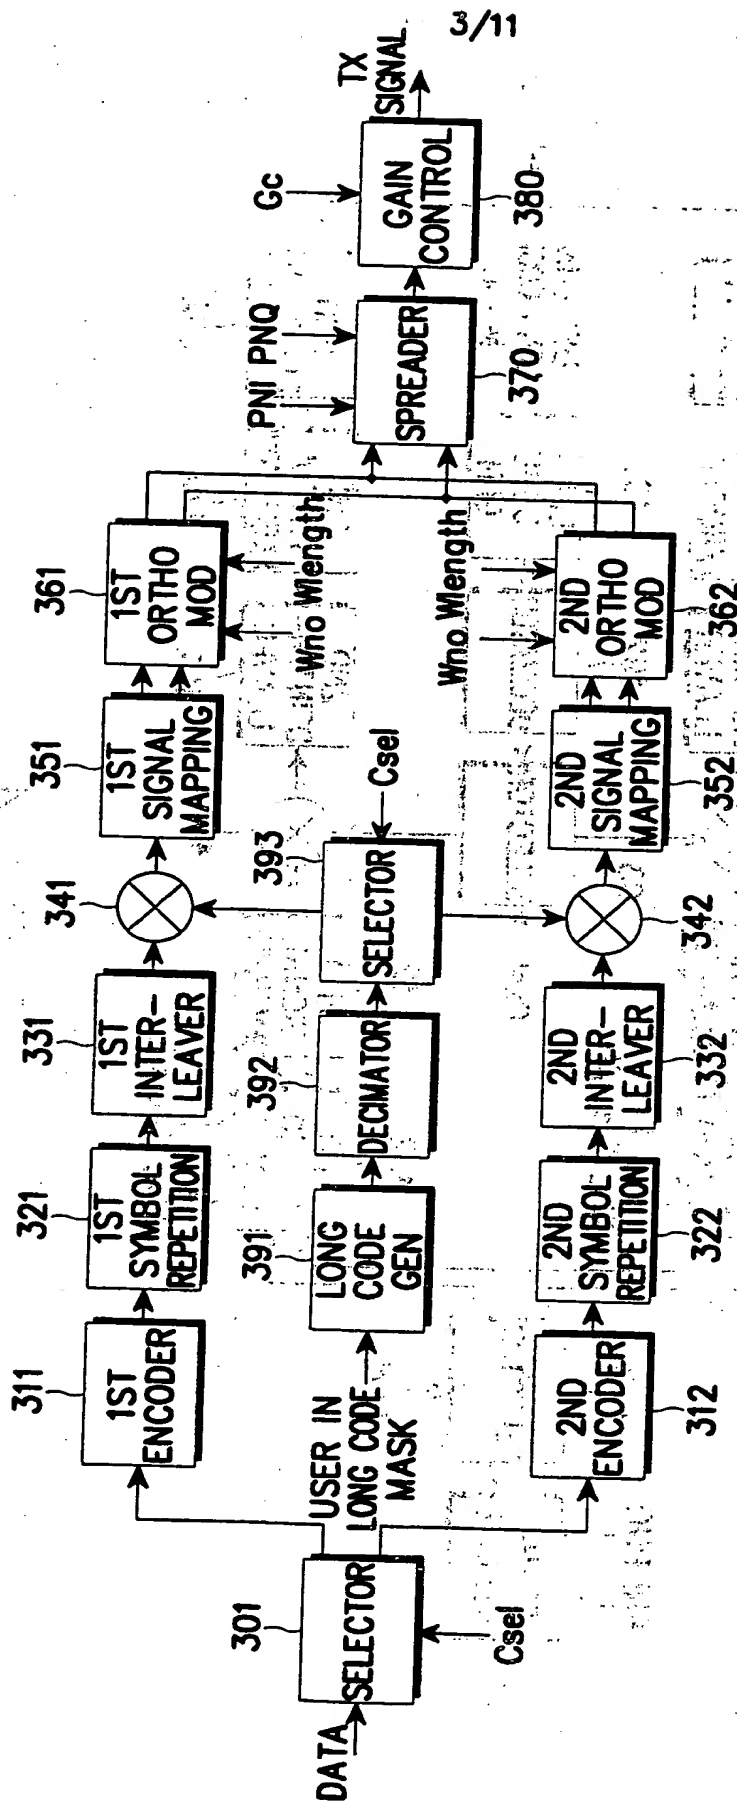 3/11
DATA
301
SELECTOR
Csel
311
1ST
ENCODER
321
1ST
SYMBOL
REPETITION
331
1ST
INTER-
LEAVER
341
351
1ST
SIGNAL
MAPPING
361
1ST
ORTHO
MOD
Wno Wlength
USER IN
LONG CODE
MASK
391
LONG
CODE
GEN
392
DECIMATOR
393
SELECTOR
Csel
2ND
ENCODER
312
2ND
SYMBOL
REPETITION
322
2ND
INTER-
LEAVER
332
342
2ND
SIGNAL
MAPPING
352
Wno Wlength
2ND
ORTHO
MOD
362
PNI PNQ
SPREADER
370
Gc
GAIN
CONTROL
380
TX
SIGNAL